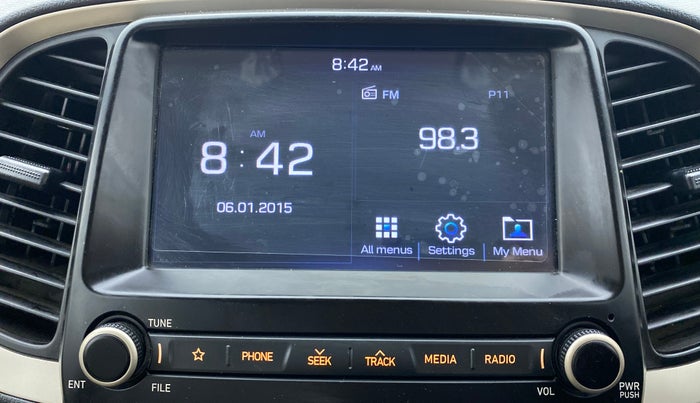 8:42 AM
FM P11
AM
8:42
98.3
06.01.2015
All menus Settings My Menu
TUNE
PHONE SEEK TRACK MEDIA RADIO
ENT FILE VOL PWR
PUSH